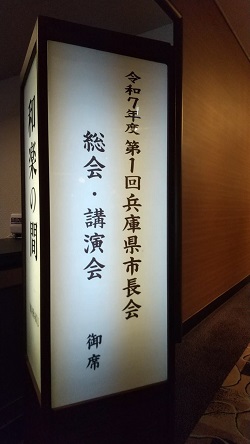 令和7年度 第1回 兵庫県市長会
総会・講演会 御席
和楽の間